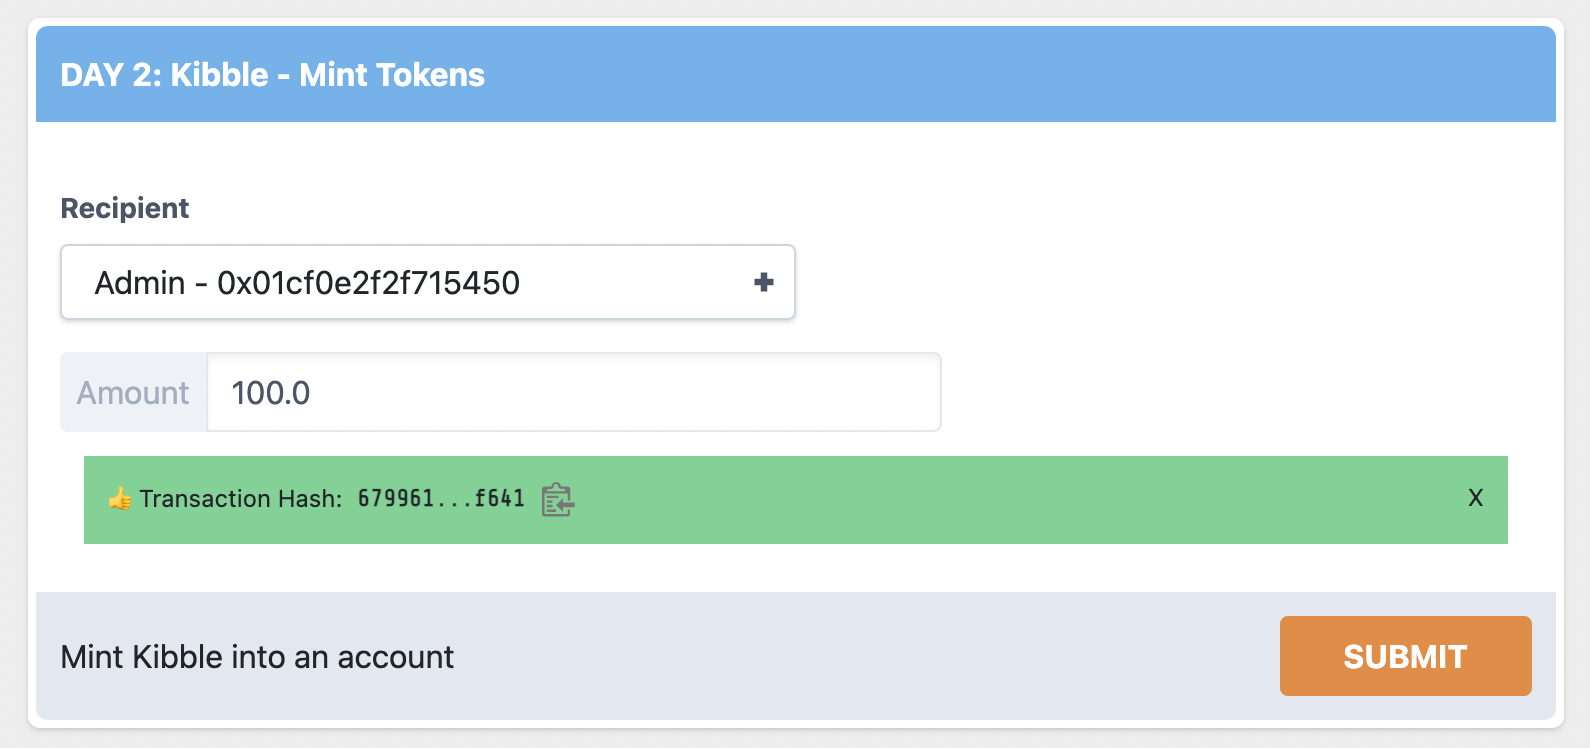 DAY 2: Kibble - Mint Tokens
Recipient
Admin - 0x01cf0e2f2f715450
Amount 100.0
👍 Transaction Hash: 679961...f641 X
Mint Kibble into an account SUBMIT